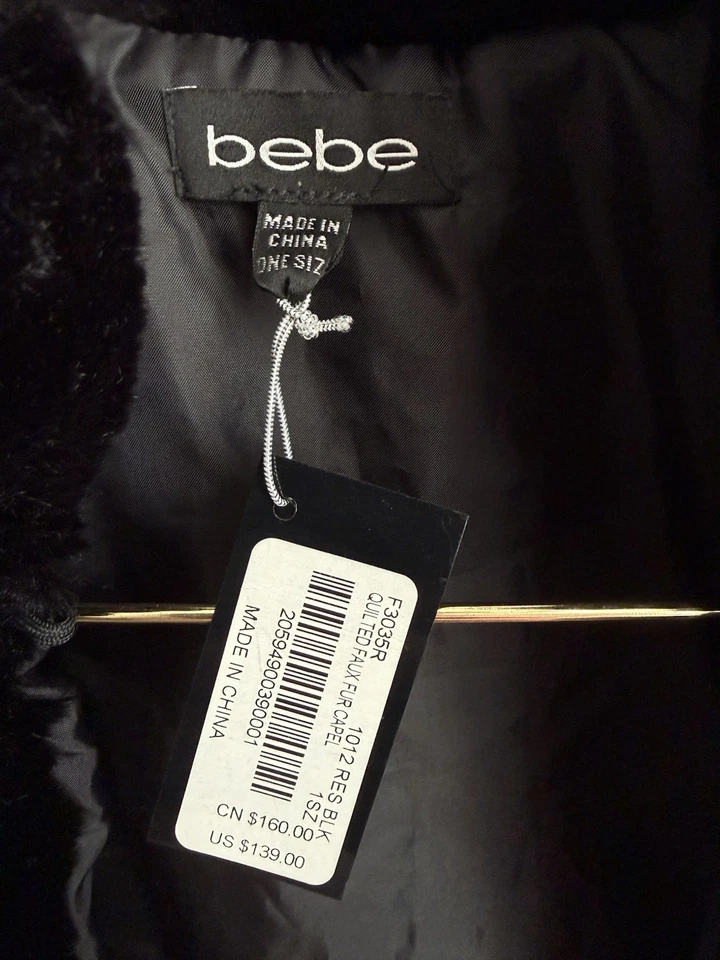 bebe
MADE IN
CHINA
ONE SIZ
F3035R
QUILTED FAUX FUR CAPEL
1012 RES BLK
1SZ
20594900390001
MADE IN CHINA
CN $160.00
US $139.00